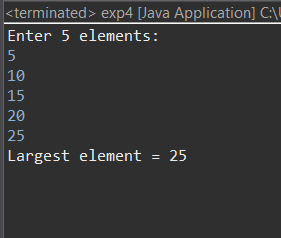 <terminated> exp4 [Java Application] C:\
Enter 5 elements:
5
10
15
20
25
Largest element = 25